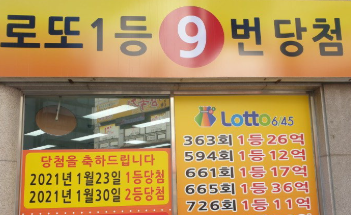 로또1등 9 번당첨
당첨을 축하드립니다
2021년 1월23일 1등당첨
2021년 1월30일 2등당첨
Lotto 6/45
363회 1등 26억
594회 1등 12억
661회 1등 17억
665회 1등 36억
726회 1등 11억